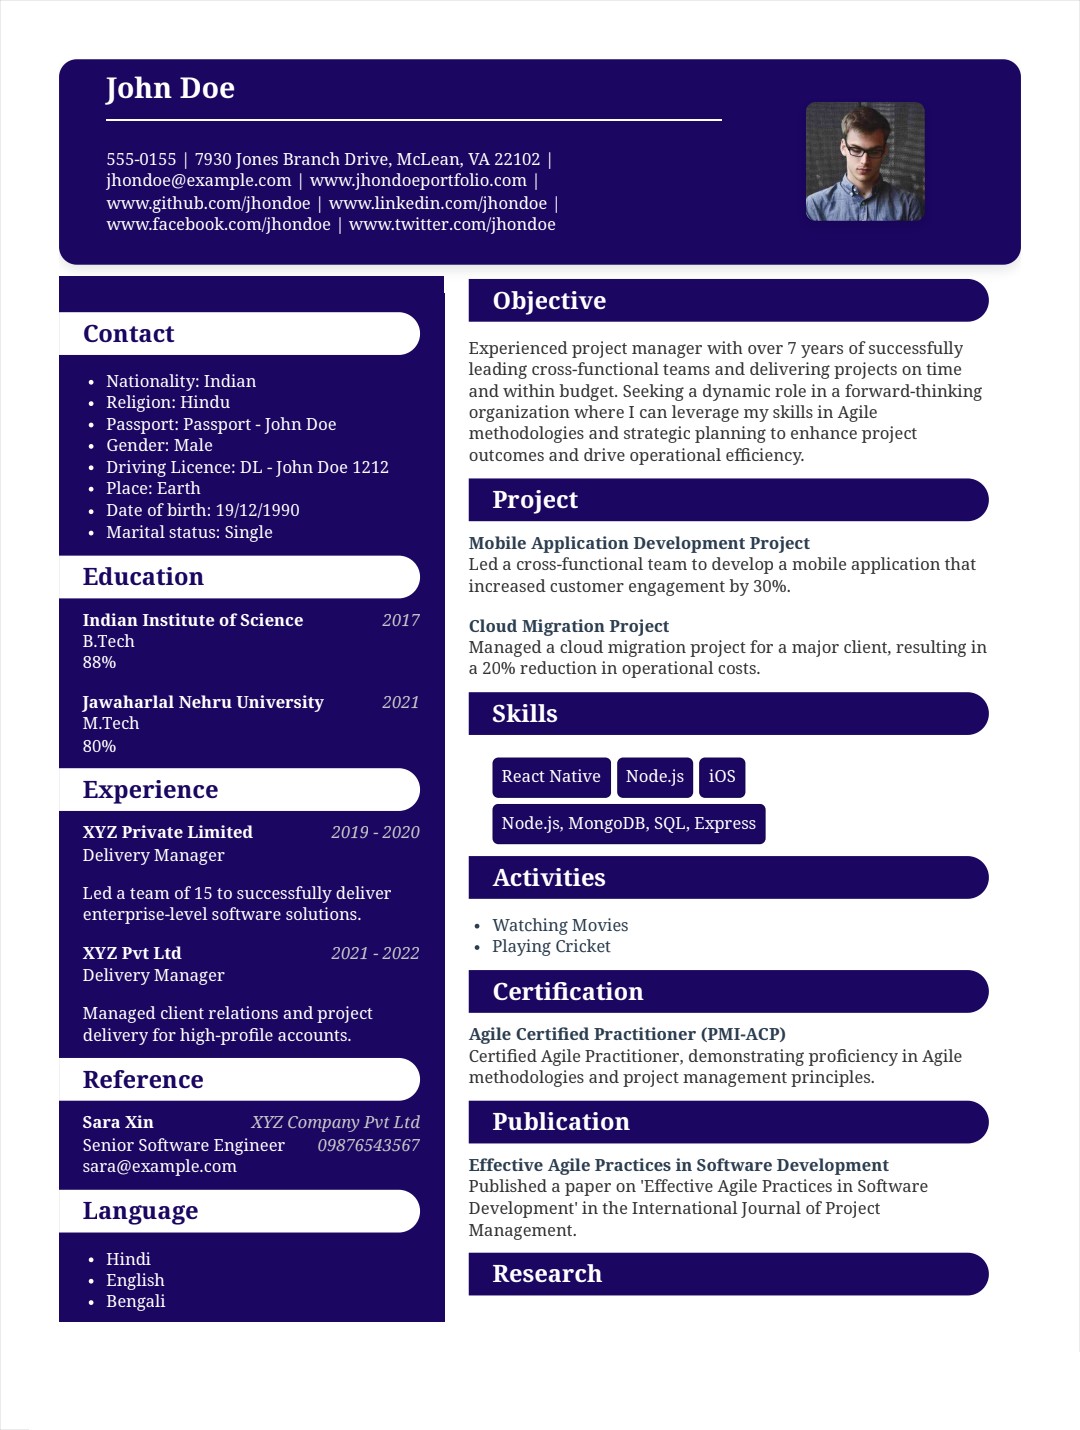 John Doe
555-0155 | 7930 Jones Branch Drive, McLean, VA 22102 |
jhondoe@example.com | www.jhondoeportfolio.com |
www.github.com/jhondoe | www.linkedin.com/jhondoe |
www.facebook.com/jhondoe | www.twitter.com/jhondoe
Contact
• Nationality: Indian
• Religion: Hindu
• Passport: Passport - John Doe
• Gender: Male
• Driving Licence: DL - John Doe 1212
• Place: Earth
• Date of birth: 19/12/1990
• Marital status: Single
Education
Indian Institute of Science 2017
B.Tech
88%
Jawaharlal Nehru University 2021
M.Tech
80%
Experience
XYZ Private Limited 2019 - 2020
Delivery Manager
Led a team of 15 to successfully deliver
enterprise-level software solutions.
XYZ Pvt Ltd 2021 - 2022
Delivery Manager
Managed client relations and project
delivery for high-profile accounts.
Reference
Sara Xin XYZ Company Pvt Ltd
Senior Software Engineer 09876543567
sara@example.com
Language
• Hindi
• English
• Bengali
Objective
Experienced project manager with over 7 years of successfully
leading cross-functional teams and delivering projects on time
and within budget. Seeking a dynamic role in a forward-thinking
organization where I can leverage my skills in Agile
methodologies and strategic planning to enhance project
outcomes and drive operational efficiency.
Project
Mobile Application Development Project
Led a cross-functional team to develop a mobile application that
increased customer engagement by 30%.
Cloud Migration Project
Managed a cloud migration project for a major client, resulting in
a 20% reduction in operational costs.
Skills
React Native Node.js iOS
Node.js, MongoDB, SQL, Express
Activities
• Watching Movies
• Playing Cricket
Certification
Agile Certified Practitioner (PMI-ACP)
Certified Agile Practitioner, demonstrating proficiency in Agile
methodologies and project management principles.
Publication
Effective Agile Practices in Software Development
Published a paper on 'Effective Agile Practices in Software
Development' in the International Journal of Project
Management.
Research